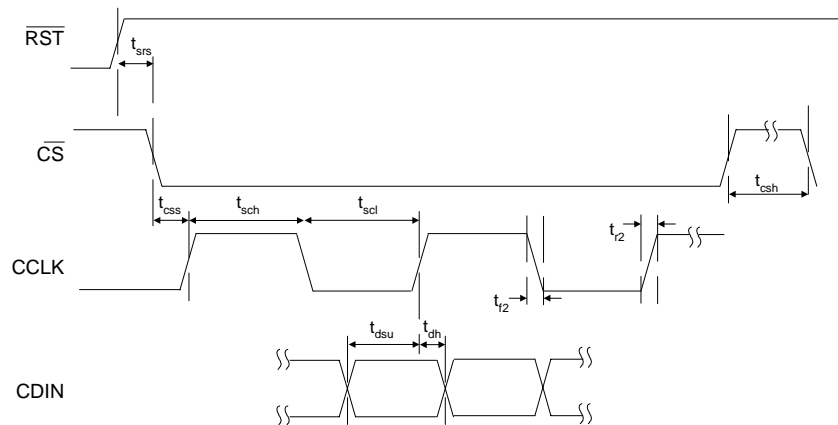 RST
t_srs
CS
t_csh
t_css t_sch t_scl
t_r2
CCLK
t_f2
t_dsu t_dh
CDIN